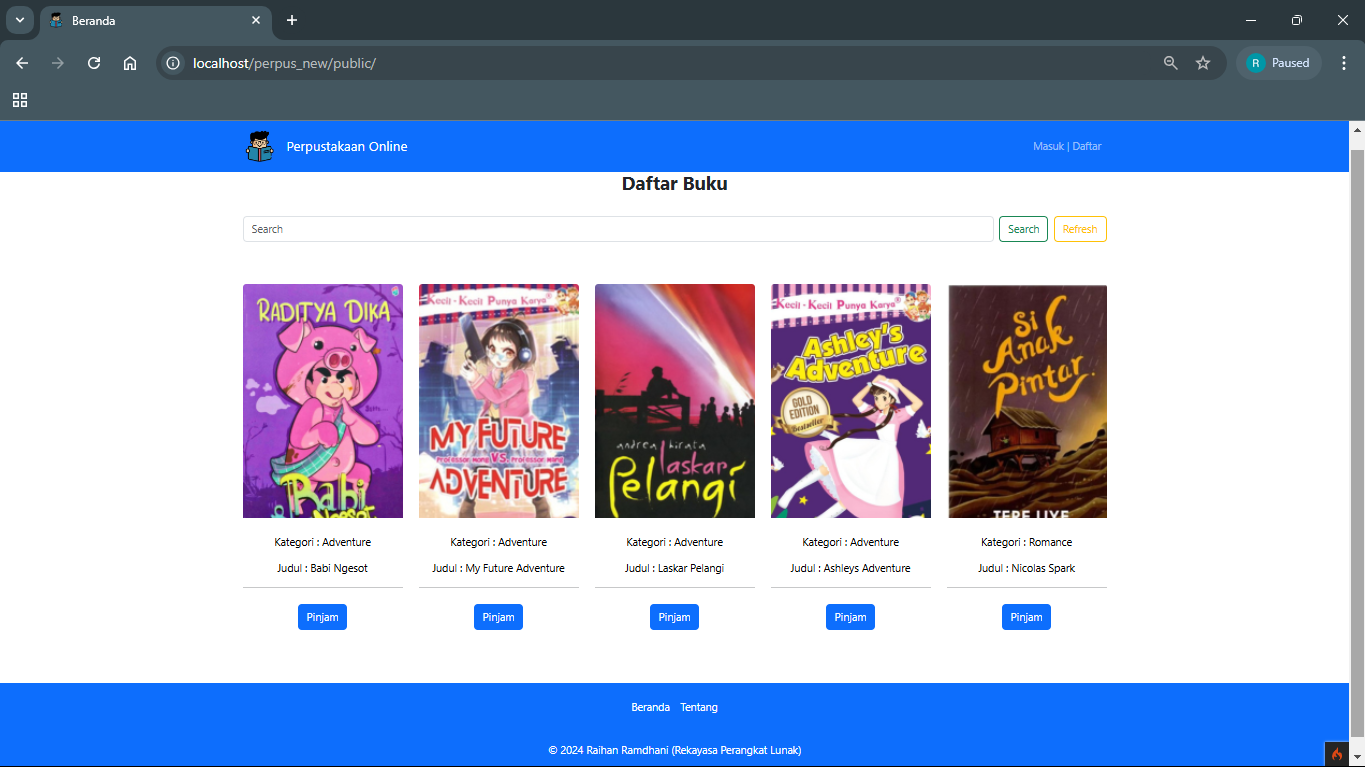 Beranda
localhost/perpus_new/public/
R Paused
Perpustakaan Online
Masuk | Daftar
Daftar Buku
Search
Search
Refresh
RADITYA DIKA
Babi
Ngesot
Kecil - Kecil Punya Karya®
MY FUTURE
PROFESSOR WANG VS. PROFESSOR WANG
ADVENTURE
andrea hirata
laskar
Pelangi
Kecil - Kecil Punya Karya®
Ashley's
Adventure
GOLD
EDITION
Bestseller
Si
Anak
Pintar
TERE LIYE
Kategori : Adventure
Judul : Babi Ngesot
Pinjam
Kategori : Adventure
Judul : My Future Adventure
Pinjam
Kategori : Adventure
Judul : Laskar Pelangi
Pinjam
Kategori : Adventure
Judul : Ashleys Adventure
Pinjam
Kategori : Romance
Judul : Nicolas Spark
Pinjam
Beranda Tentang
© 2024 Raihan Ramdhani (Rekayasa Perangkat Lunak)